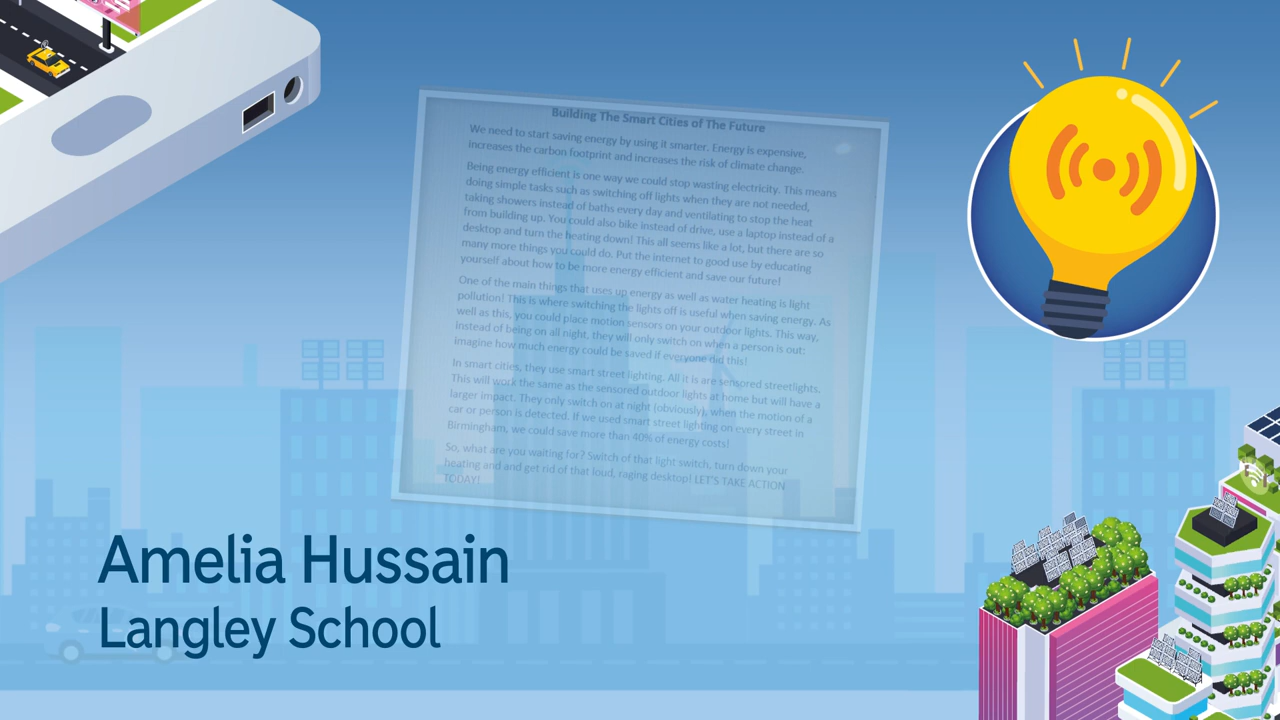 Building The Smart Cities of The Future
We need to start saving energy by using it smarter. Energy is expensive,
increases the carbon footprint and increases the risk of climate change.
Being energy efficient is one way we could stop wasting electricity. This means
doing simple tasks such as switching off lights when they are not needed,
taking showers instead of baths every day and ventilating to stop the heat
from building up. You could also bike instead of drive, use a laptop instead of a
desktop and turn the heating down! This all seems like a lot, but there are so
many more things you could do. Put the internet to good use by educating
yourself about how to be more energy efficient and save our future!
One of the main things that uses up energy as well as water heating is light
pollution! This is where switching the lights off is useful when saving energy. As
well as this, you could place motion sensors on your outdoor lights. This way,
instead of being on all night, they will only switch on when a person is out:
imagine how much energy could be saved if everyone did this!
In smart cities, they use smart street lighting. All it is are sensored streetlights.
This will work the same as the sensored outdoor lights at home but will have a
larger impact. They only switch on at night (obviously), when the motion of a
car or person is detected. If we used smart street lighting on every street in
Birmingham, we could save more than 40% of energy costs!
So, what are you waiting for? Switch of that light switch, turn down your
heating and and get rid of that loud, raging desktop! LET'S TAKE ACTION
TODAY!
Amelia Hussain
Langley School